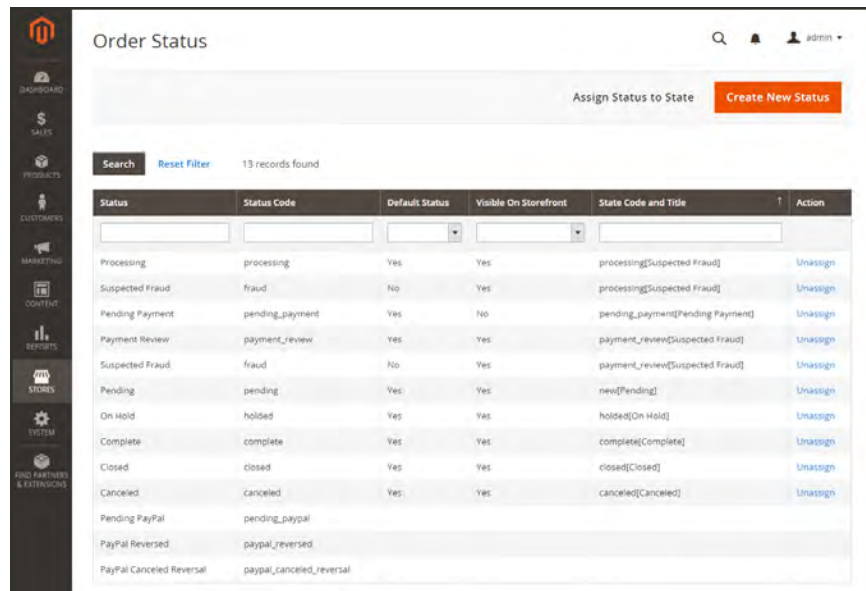 Order Status
admin
DASHBOARD
SALES
PRODUCTS
CUSTOMERS
MARKETING
CONTENT
REPORTS
STORES
SYSTEM
FIND PARTNERS
& EXTENSIONS
Assign Status to State Create New Status
Search Reset Filter 13 records found
Status Status Code Default Status Visible On Storefront State Code and Title ↑ Action
Processing processing Yes Yes processing[Suspected Fraud] Unassign
Suspected Fraud fraud No Yes processing[Suspected Fraud] Unassign
Pending Payment pending_payment Yes No pending_payment[Pending Payment] Unassign
Payment Review payment_review Yes Yes payment_review[Suspected Fraud] Unassign
Suspected Fraud fraud No Yes payment_review[Suspected Fraud] Unassign
Pending pending Yes Yes new[Pending] Unassign
On Hold holded Yes Yes holded[On Hold] Unassign
Complete complete Yes Yes complete[Complete] Unassign
Closed closed Yes Yes closed[Closed] Unassign
Canceled canceled Yes Yes canceled[Canceled] Unassign
Pending PayPal pending_paypal
PayPal Reversed paypal_reversed
PayPal Canceled Reversal paypal_canceled_reversal